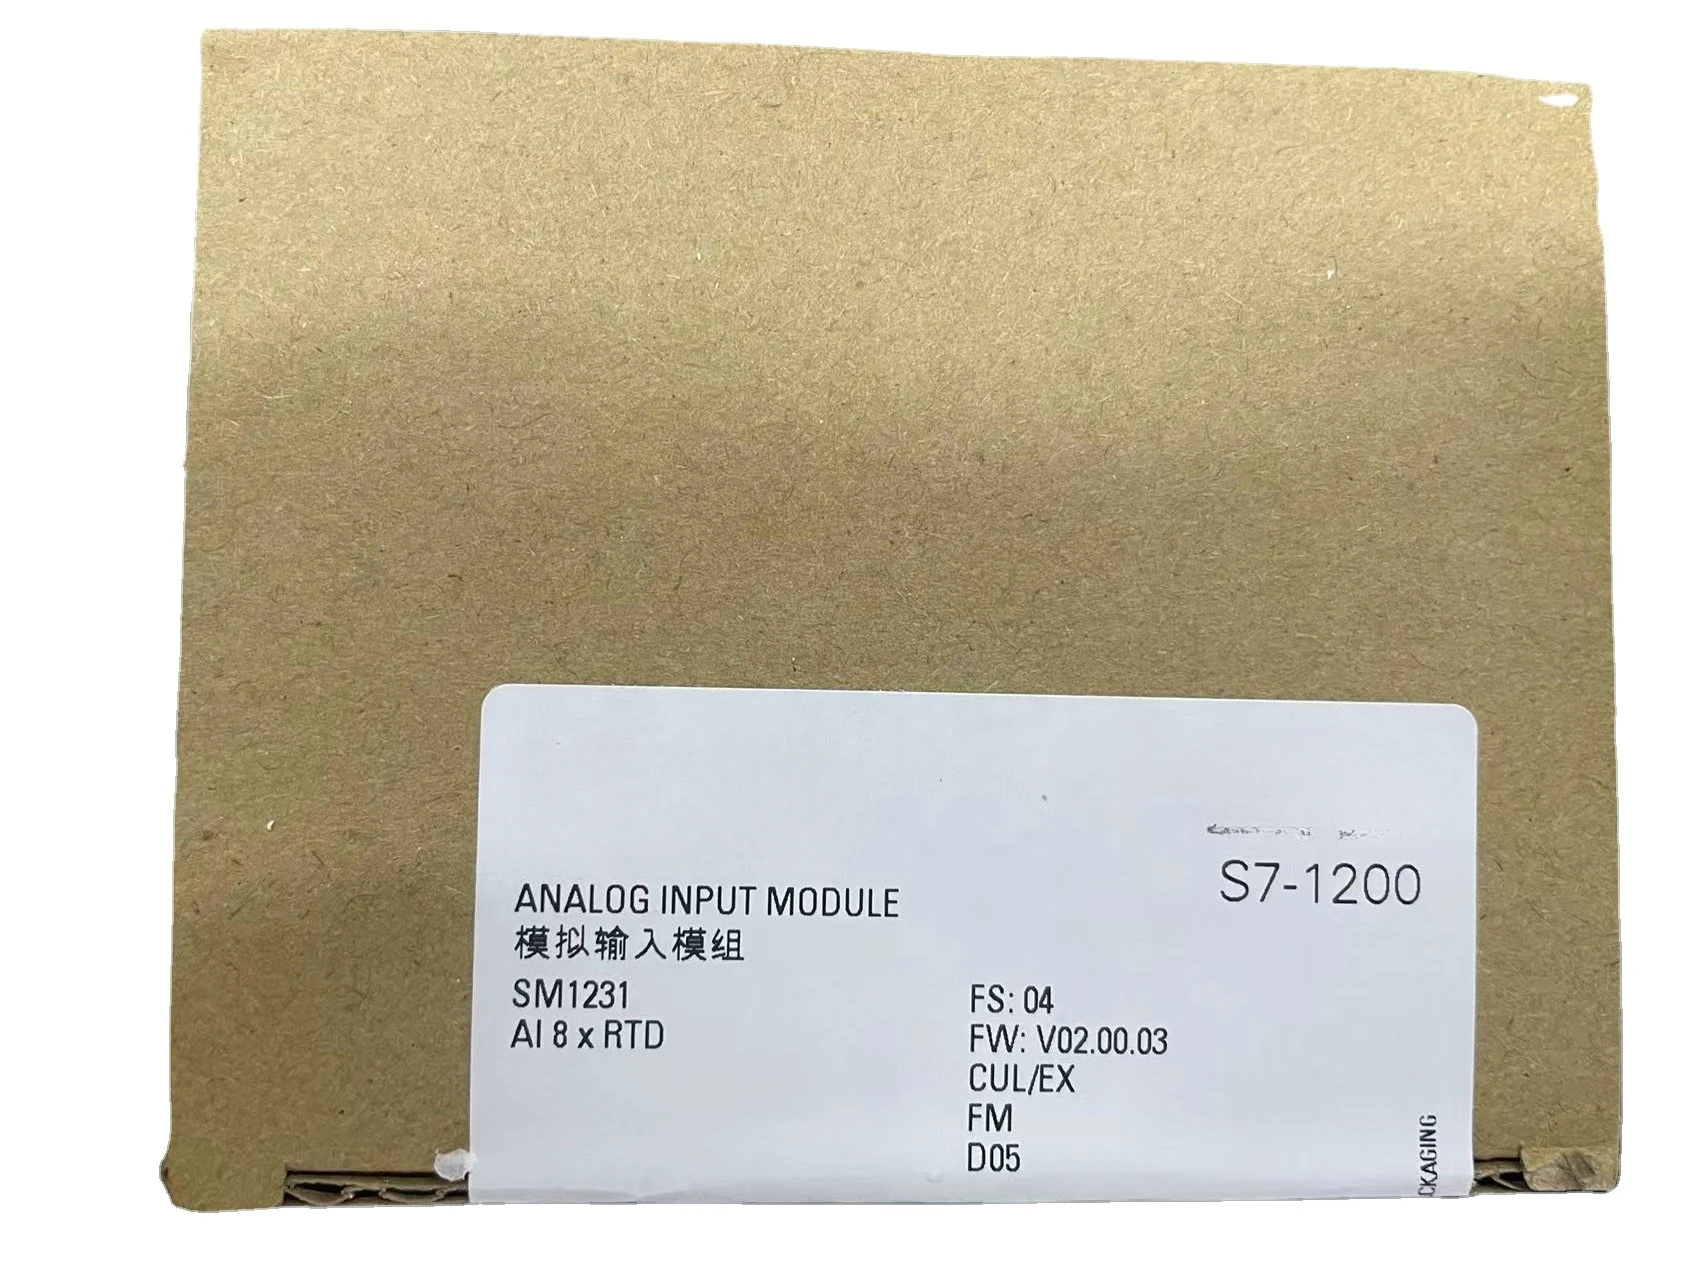 S7-1200
ANALOG INPUT MODULE
模拟输入模组
SM1231
AI 8 x RTD
FS: 04
FW: V02.00.03
CUL/EX
FM
D05
CKAGING